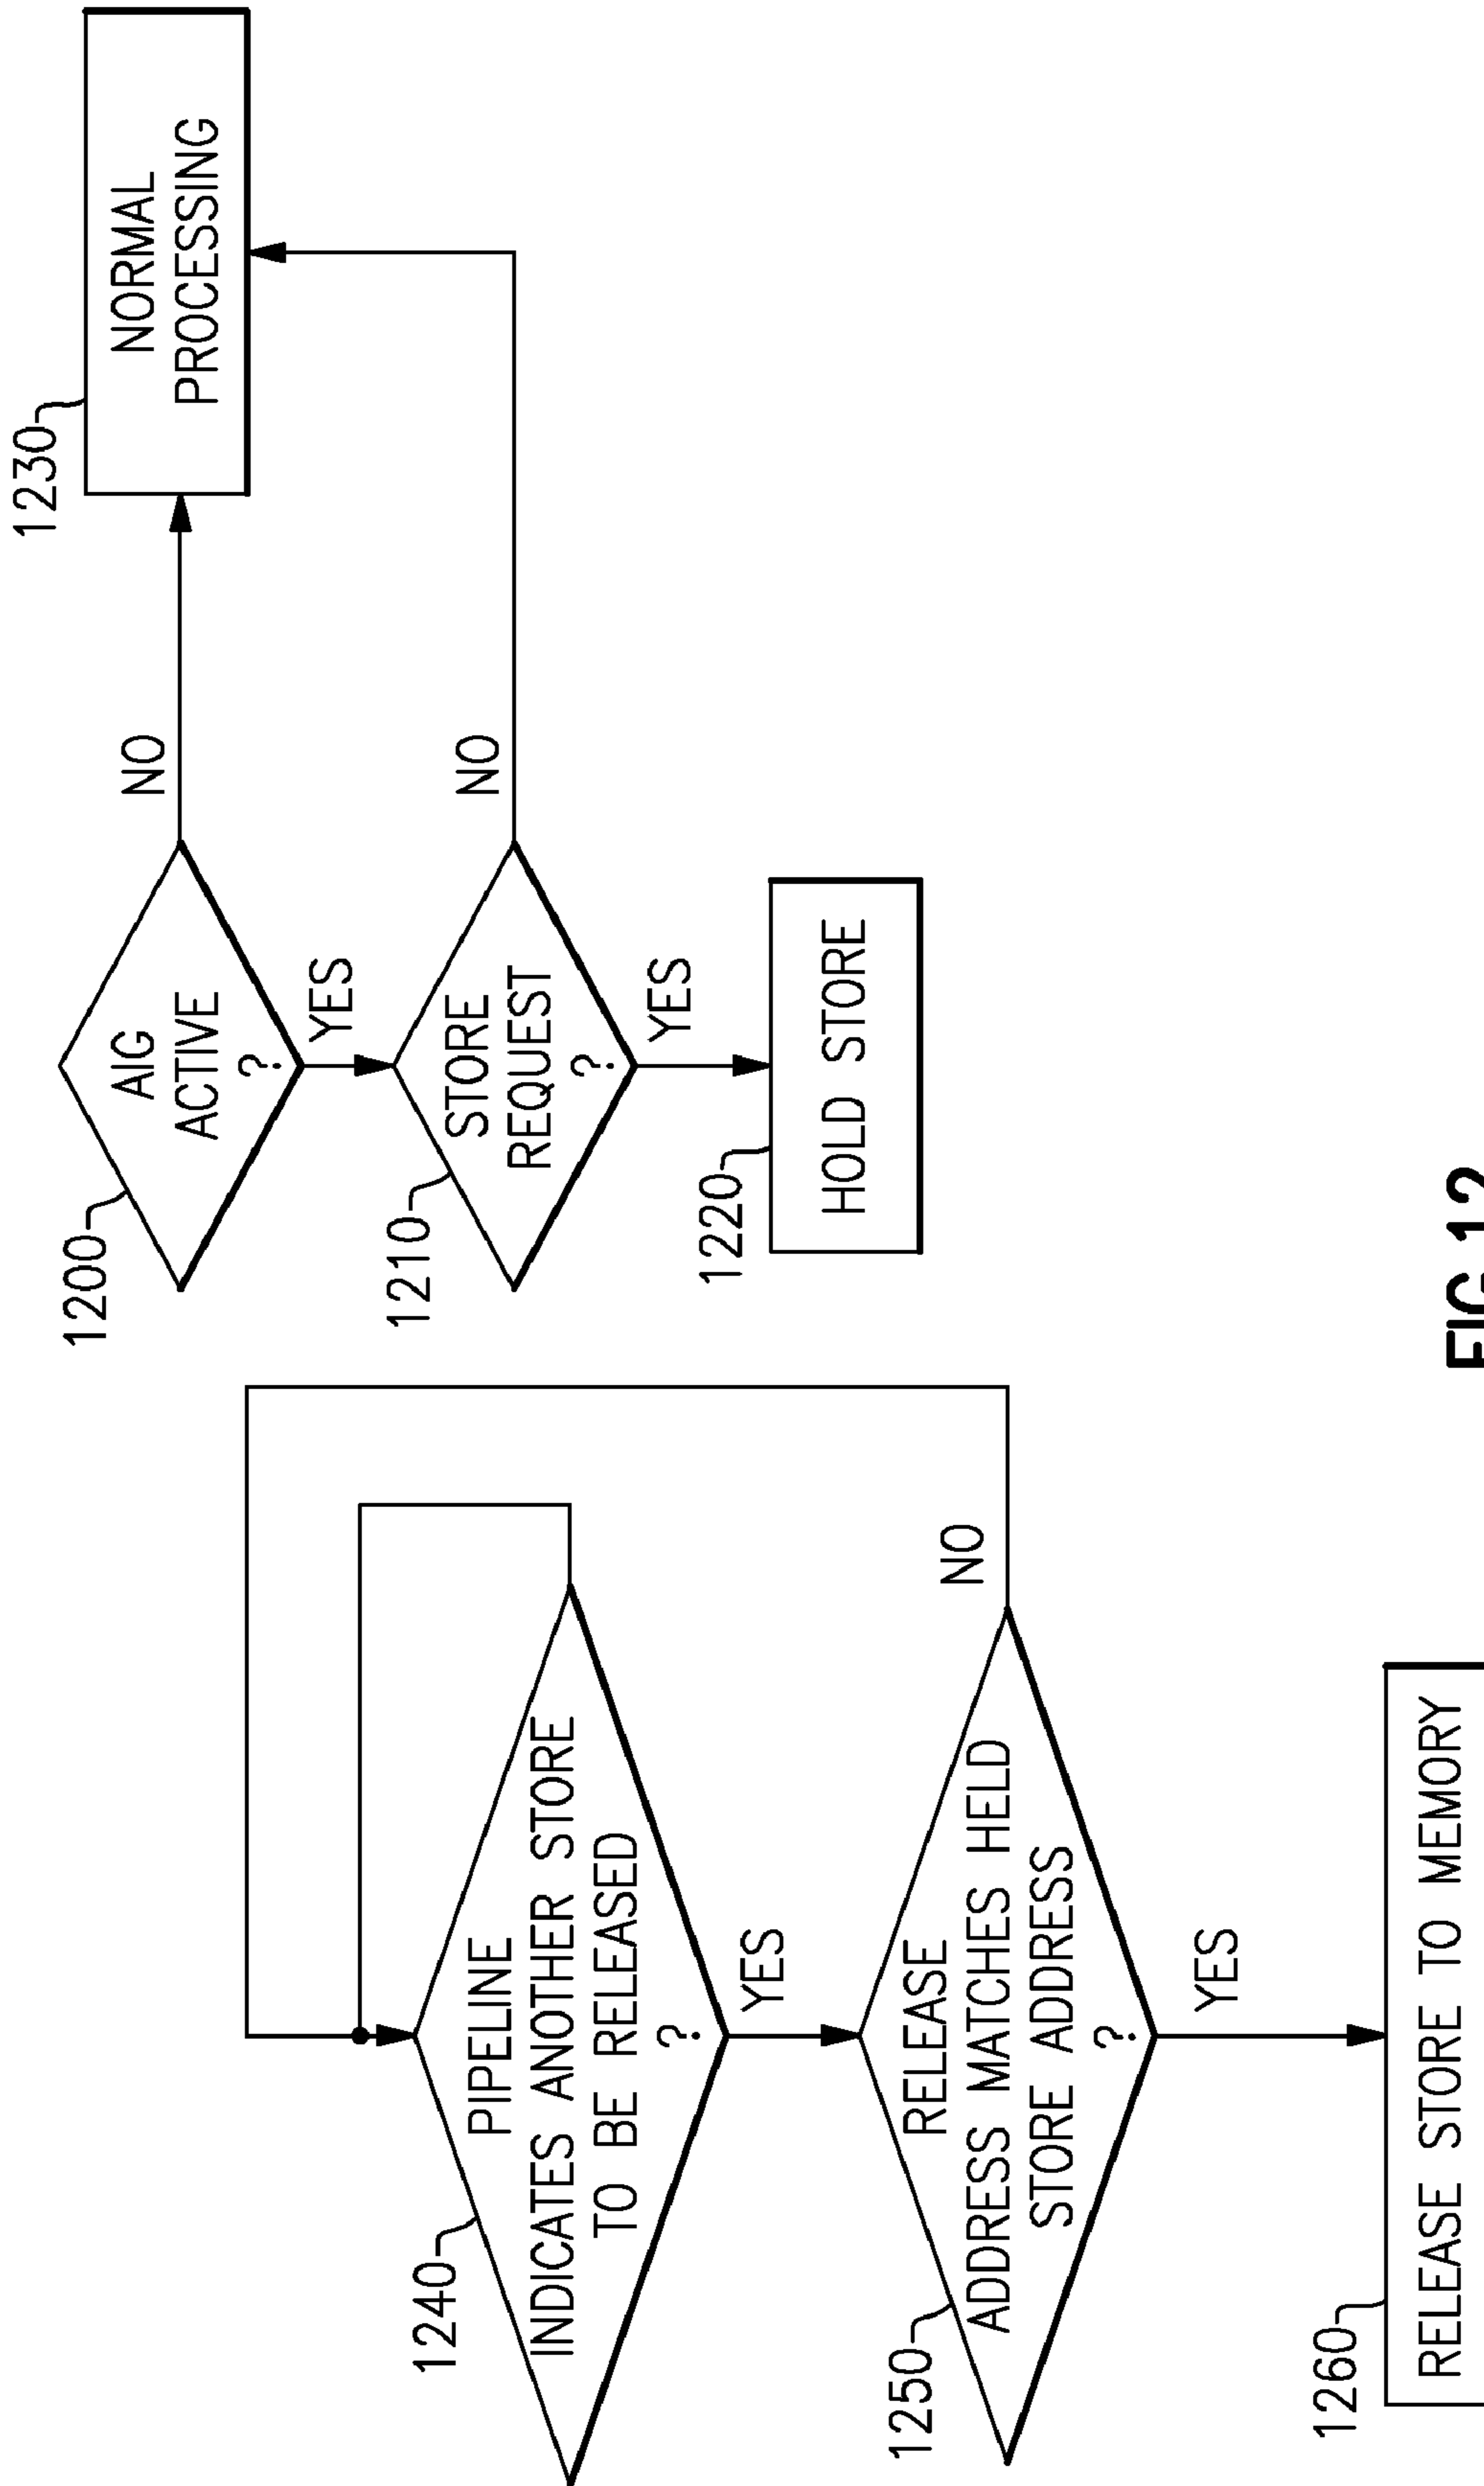 1240
PIPELINE
INDICATES ANOTHER STORE
TO BE RELEASED
?
YES
1250
RELEASE
ADDRESS MATCHES HELD
STORE ADDRESS
?
NO
YES
1260
RELEASE STORE TO MEMORY
1200
AIG
ACTIVE
?
NO
YES
1210
STORE
REQUEST
?
NO
YES
1220
HOLD STORE
1230
NORMAL
PROCESSING
FIG.12